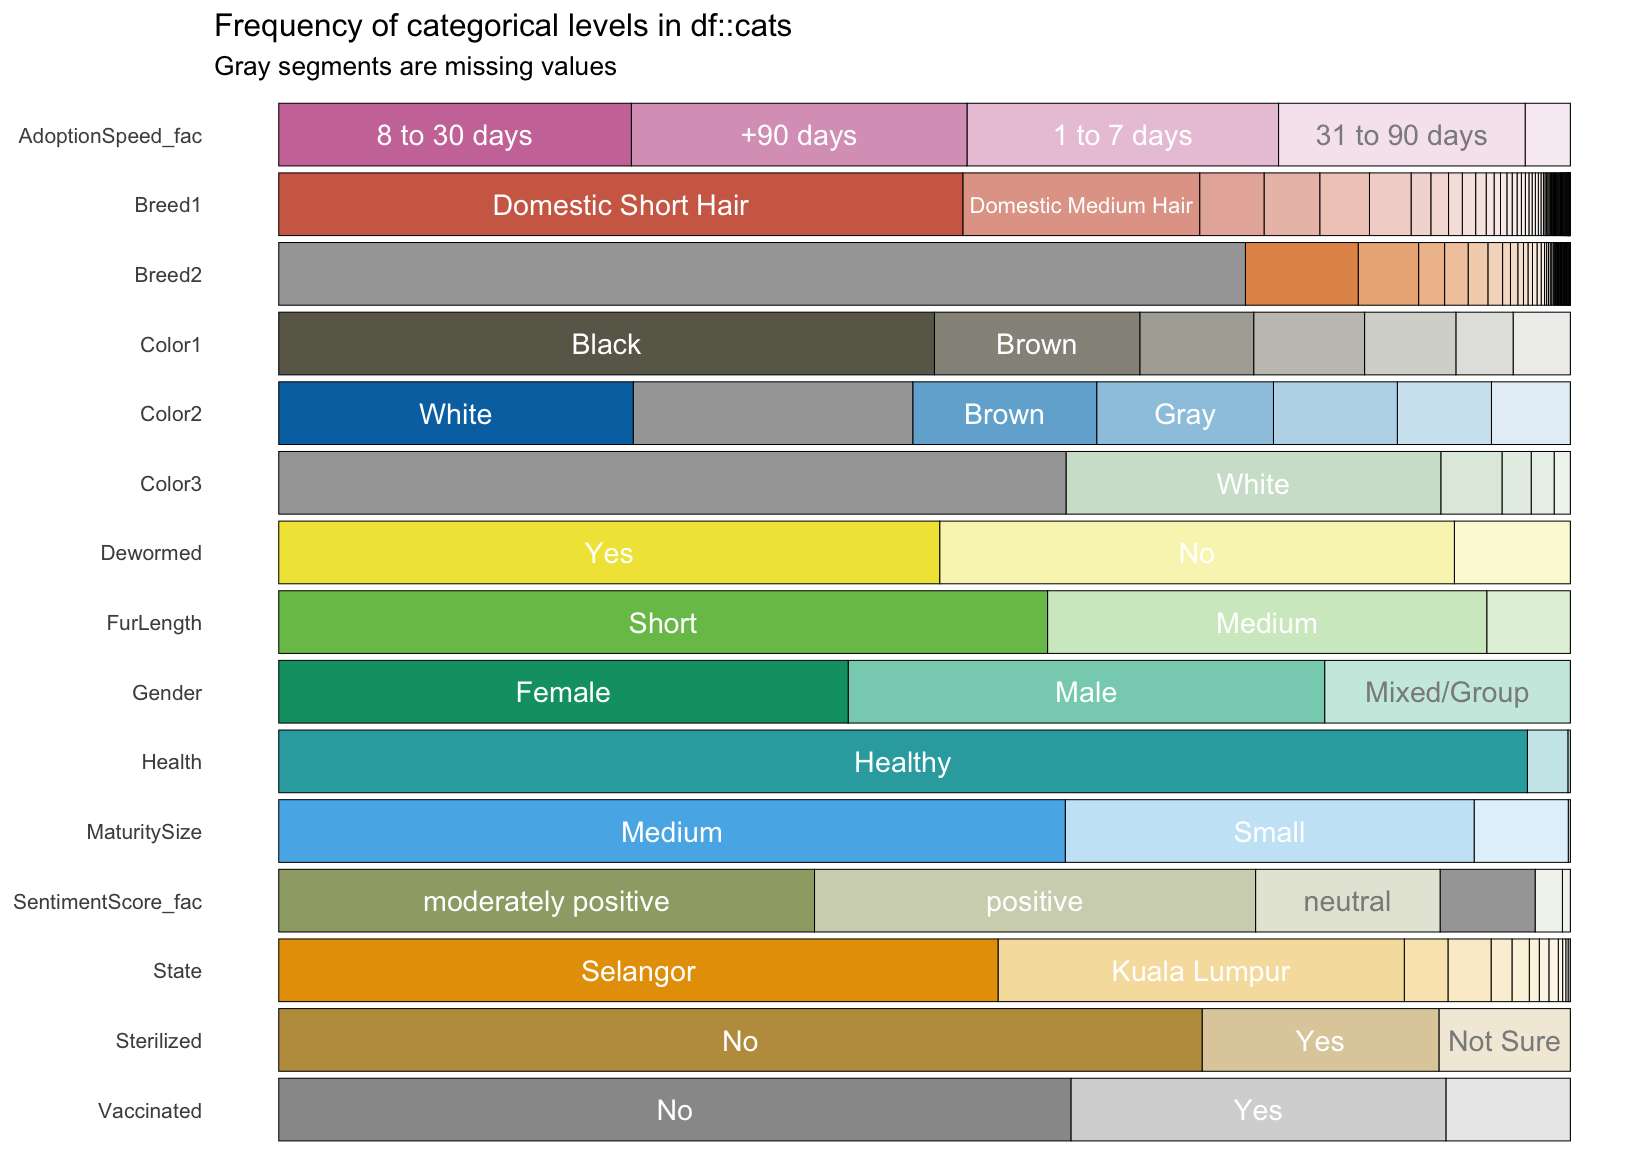 Frequency of categorical levels in df::cats
Gray segments are missing values
AdoptionSpeed_fac 8 to 30 days +90 days 1 to 7 days 31 to 90 days
Breed1 Domestic Short Hair Domestic Medium Hair
Breed2
Color1 Black Brown
Color2 White Brown Gray
Color3 White
Dewormed Yes No
FurLength Short Medium
Gender Female Male Mixed/Group
Health Healthy
MaturitySize Medium Small
SentimentScore_fac moderately positive positive neutral
State Selangor Kuala Lumpur
Sterilized No Yes Not Sure
Vaccinated No Yes